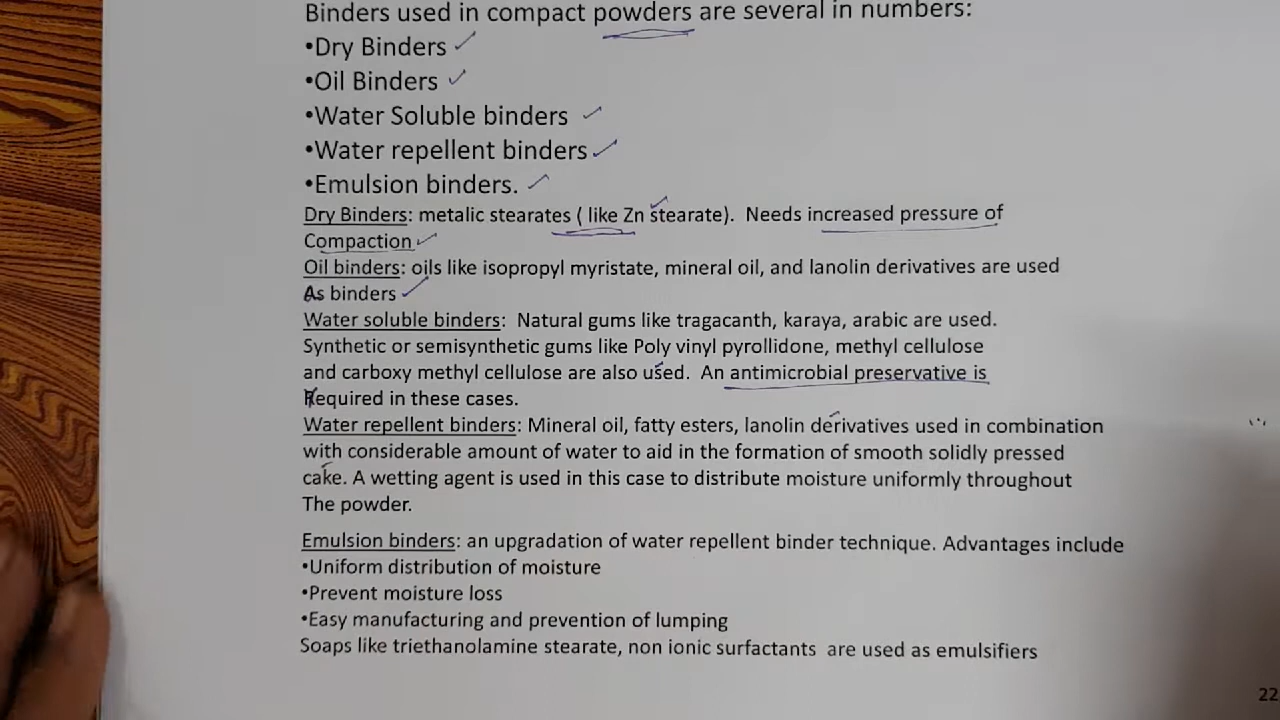 Binders used in compact powders are several in numbers:
•Dry Binders
•Oil Binders
•Water Soluble binders
•Water repellent binders
•Emulsion binders.
Dry Binders: metalic stearates ( like Zn stearate). Needs increased pressure of
Compaction
Oil binders: oils like isopropyl myristate, mineral oil, and lanolin derivatives are used
As binders
Water soluble binders: Natural gums like tragacanth, karaya, arabic are used.
Synthetic or semisynthetic gums like Poly vinyl pyrollidone, methyl cellulose
and carboxy methyl cellulose are also used. An antimicrobial preservative is
Required in these cases.
Water repellent binders: Mineral oil, fatty esters, lanolin derivatives used in combination
with considerable amount of water to aid in the formation of smooth solidly pressed
cake. A wetting agent is used in this case to distribute moisture uniformly throughout
The powder.
Emulsion binders: an upgradation of water repellent binder technique. Advantages include
•Uniform distribution of moisture
•Prevent moisture loss
•Easy manufacturing and prevention of lumping
Soaps like triethanolamine stearate, non ionic surfactants are used as emulsifiers
22